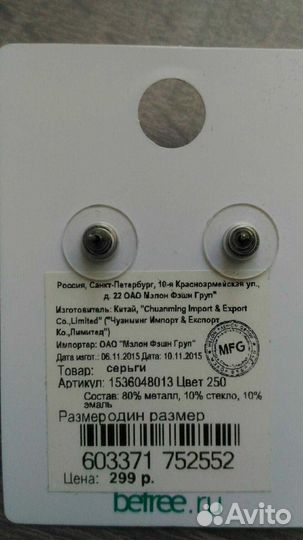 Россия, Санкт-Петербург, 10-я Красноармейская ул.,
д. 22 ОАО Мэлон Фэшн Груп"
Изготовитель: Китай, "Chuanming Import & Export
Co.,Limited" ("Чуанминг Импорт & Експорт
Ко.,Лимитед")
Импортер: ОАО "Мэлон Фэшн Груп"
Дата изгот.: 06.11.2015 Дата: 10.11.2015
MFG
Товар: серьги
Артикул: 1536048013 Цвет 250
Состав: 80% металл, 10% стекло, 10%
эмаль
Размер один размер
603371 752552
Цена: 299 р.
befree.ru
Avito